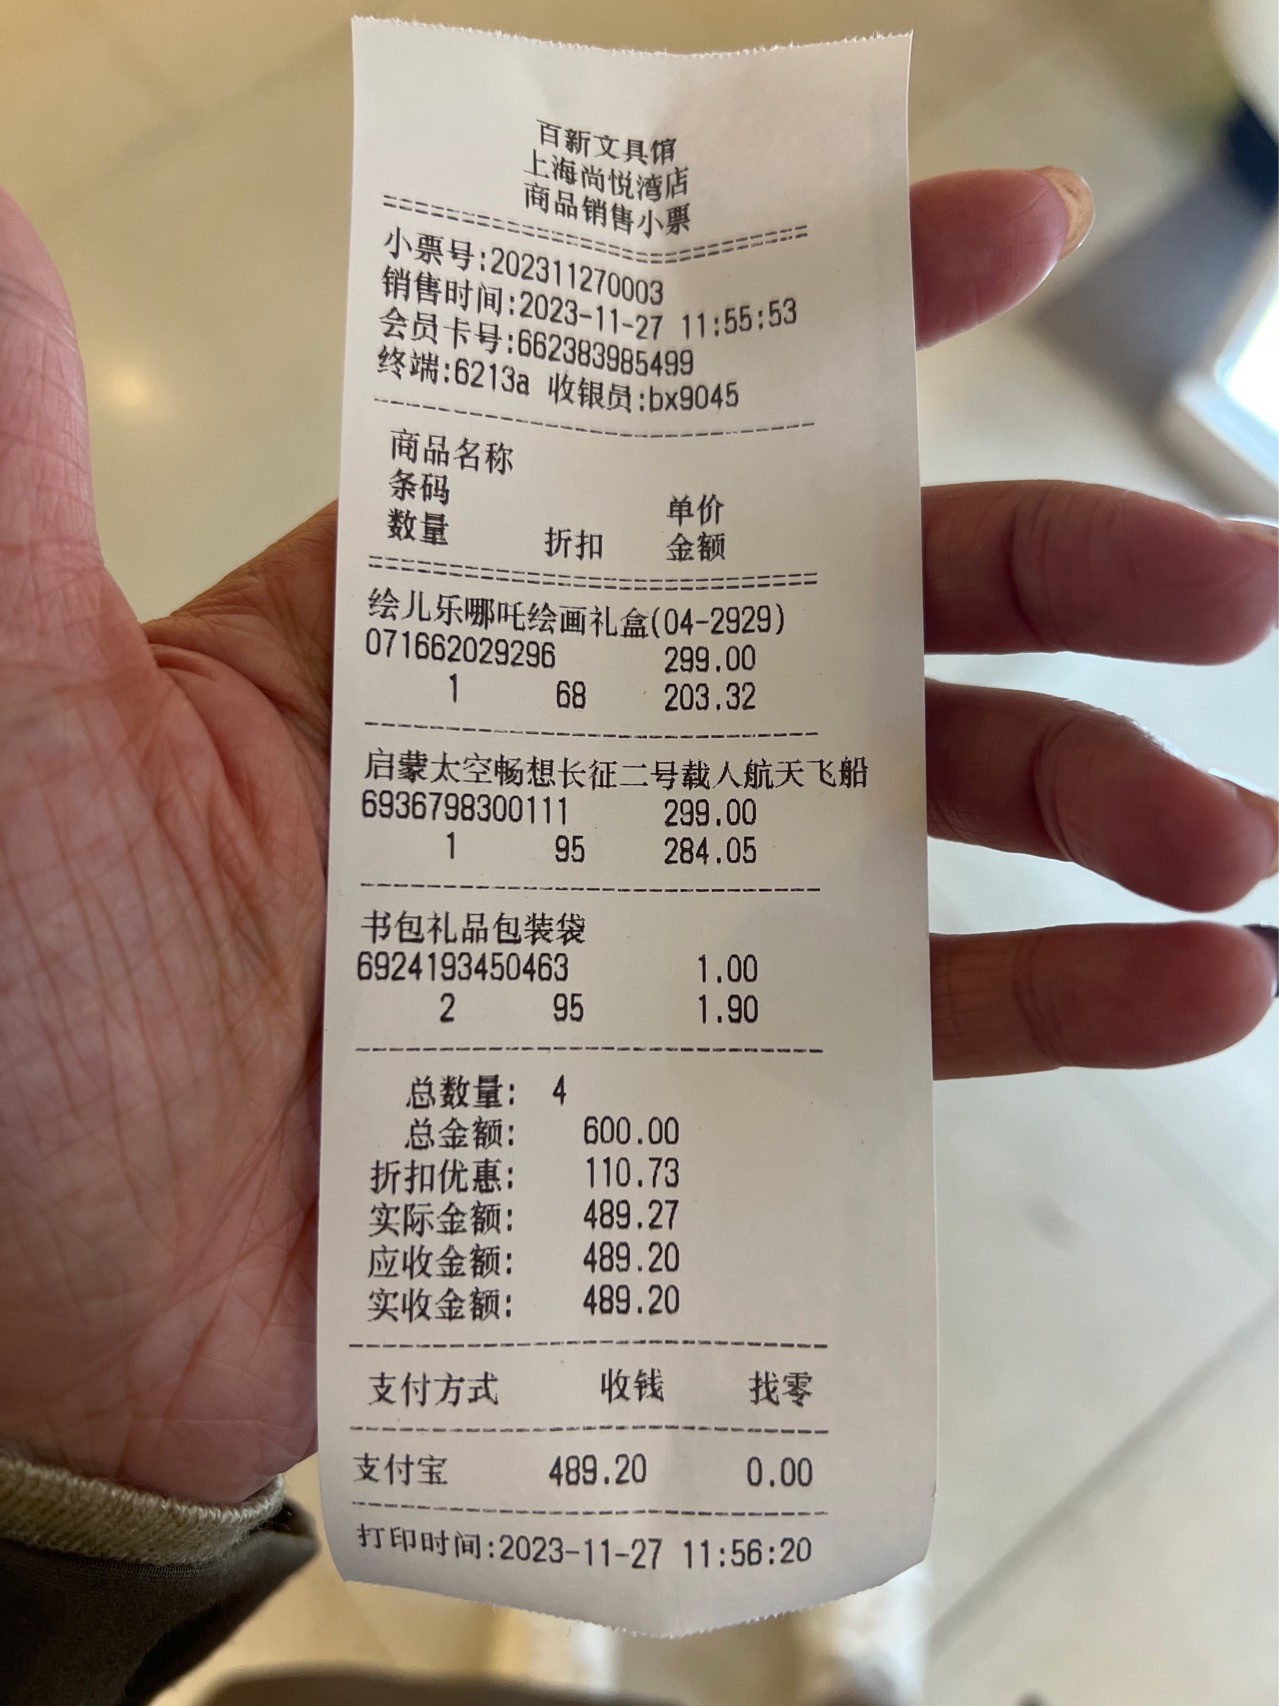 百新文具馆
上海尚悦湾店
商品销售小票
================================
小票号:202311270003
销售时间:2023-11-27 11:55:53
会员卡号:662383985499
终端:6213a 收银员:bx9045
--------------------------------
商品名称
条码 单价
数量 折扣 金额
================================
绘儿乐哪吒绘画礼盒(04-2929)
071662029296 299.00
1 68 203.32
--------------------------------
启蒙太空畅想长征二号载人航天飞船
6936798300111 299.00
1 95 284.05
--------------------------------
书包礼品包装袋
6924193450463 1.00
2 95 1.90
--------------------------------
总数量: 4
总金额: 600.00
折扣优惠: 110.73
实际金额: 489.27
应收金额: 489.20
实收金额: 489.20
--------------------------------
支付方式 收钱 找零
--------------------------------
支付宝 489.20 0.00
--------------------------------
打印时间:2023-11-27 11:56:20